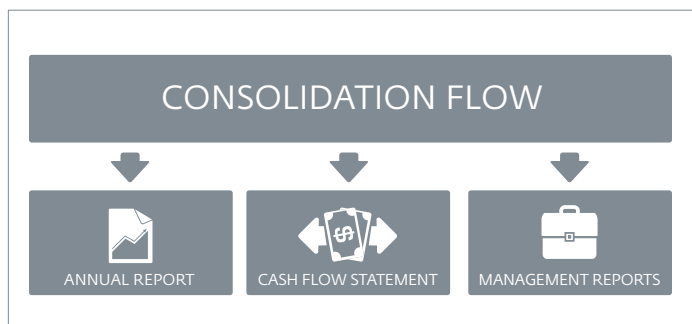 CONSOLIDATION FLOW
$
ANNUAL REPORT
CASH FLOW STATEMENT
MANAGEMENT REPORTS